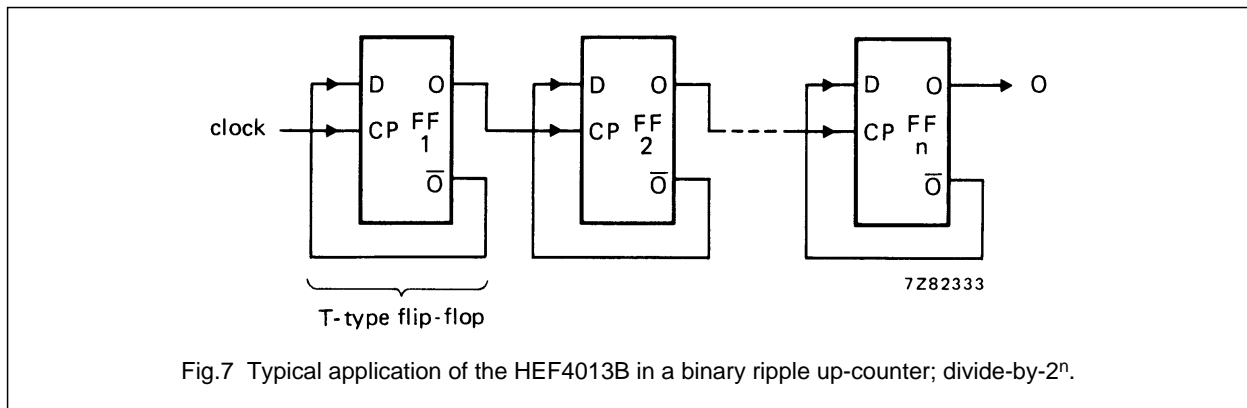 D O D O D O O
clock CP FF 1 CP FF 2 CP FF n
O̅ O̅ O̅
7Z82333
T-type flip-flop
Fig.7 Typical application of the HEF4013B in a binary ripple up-counter; divide-by-2ⁿ.